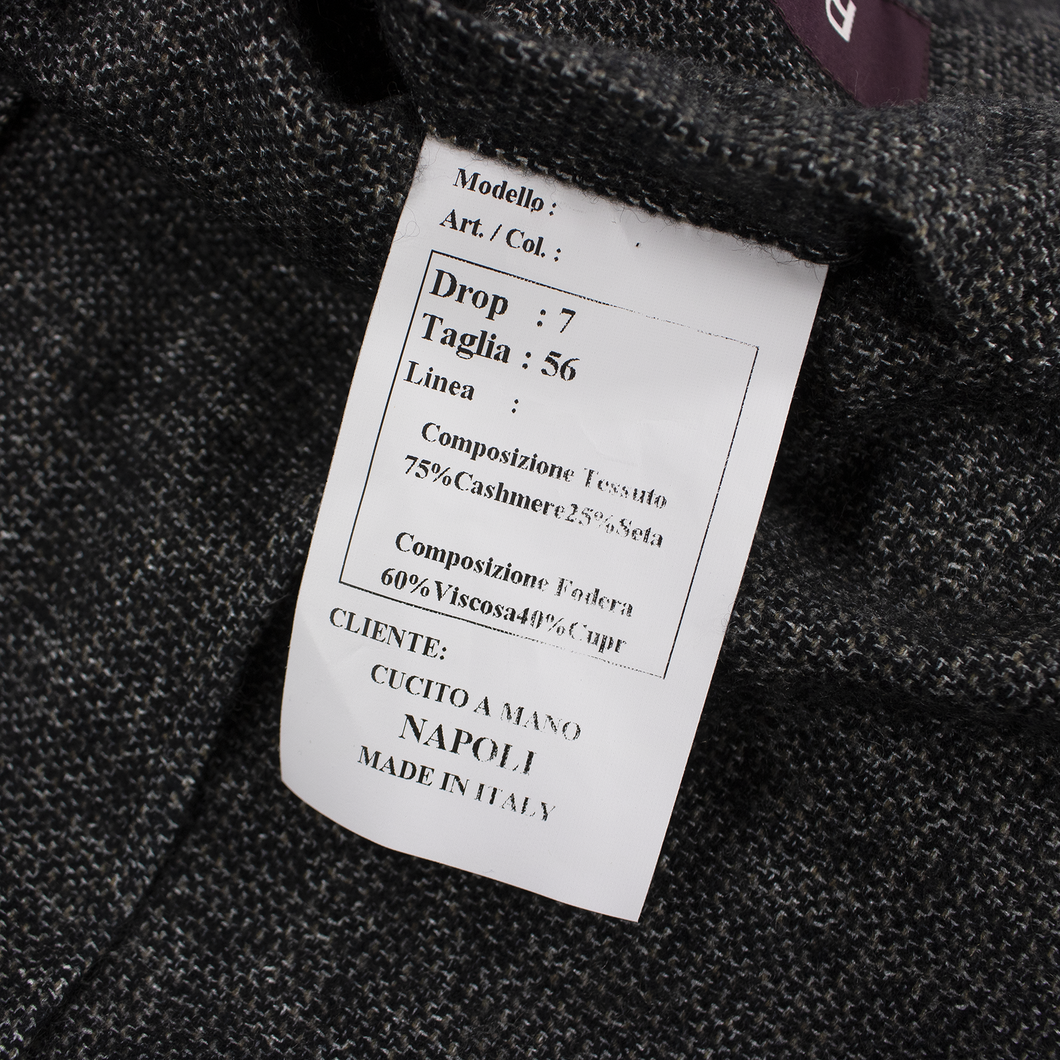 Modello :
Art. / Col. :
Drop : 7
Taglia : 56
Linea :
Composizione Tessuto
75%Cashmere25%Seta
Composizione Fodera
60%Viscosa40%Cupr
CLIENTE:
CUCITO A MANO
NAPOLI
MADE IN ITALY